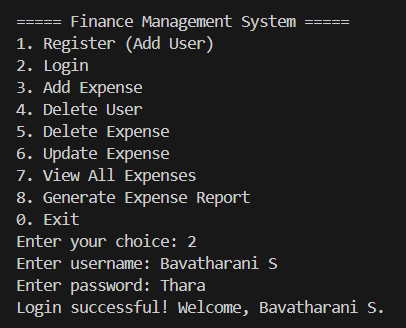 ===== Finance Management System =====
1. Register (Add User)
2. Login
3. Add Expense
4. Delete User
5. Delete Expense
6. Update Expense
7. View All Expenses
8. Generate Expense Report
0. Exit
Enter your choice: 2
Enter username: Bavatharani S
Enter password: Thara
Login successful! Welcome, Bavatharani S.